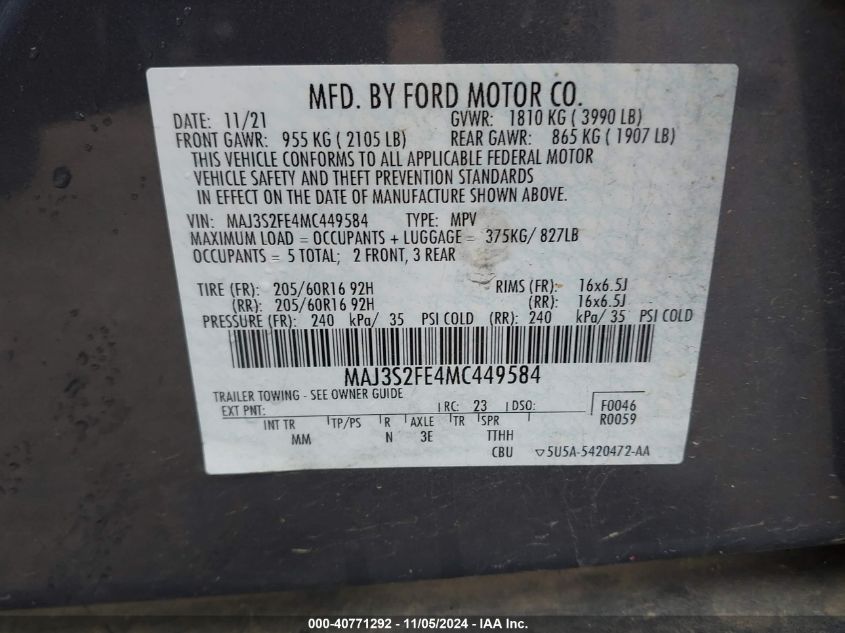 MFD. BY FORD MOTOR CO.
DATE: 11/21 GVWR: 1810 KG ( 3990 LB)
FRONT GAWR: 955 KG ( 2105 LB) REAR GAWR: 865 KG ( 1907 LB)
THIS VEHICLE CONFORMS TO ALL APPLICABLE FEDERAL MOTOR
VEHICLE SAFETY AND THEFT PREVENTION STANDARDS
IN EFFECT ON THE DATE OF MANUFACTURE SHOWN ABOVE.
VIN: MAJ3S2FE4MC449584 TYPE: MPV
MAXIMUM LOAD = OCCUPANTS + LUGGAGE = 375KG/ 827LB
OCCUPANTS = 5 TOTAL; 2 FRONT, 3 REAR
TIRE (FR): 205/60R16 92H RIMS (FR): 16x6.5J
(RR): 205/60R16 92H (RR): 16x6.5J
PRESSURE (FR): 240 kPa/ 35 PSI COLD (RR): 240 kPa/ 35 PSI COLD
MAJ3S2FE4MC449584
TRAILER TOWING - SEE OWNER GUIDE
EXT PNT: RC: 23 DSO: F0046
R0059
INT TR TP/PS R AXLE TR SPR
MM N 3E TTHH
CBU ▽5U5A-5420472-AA
000-40771292 - 11/05/2024 - IAA Inc.